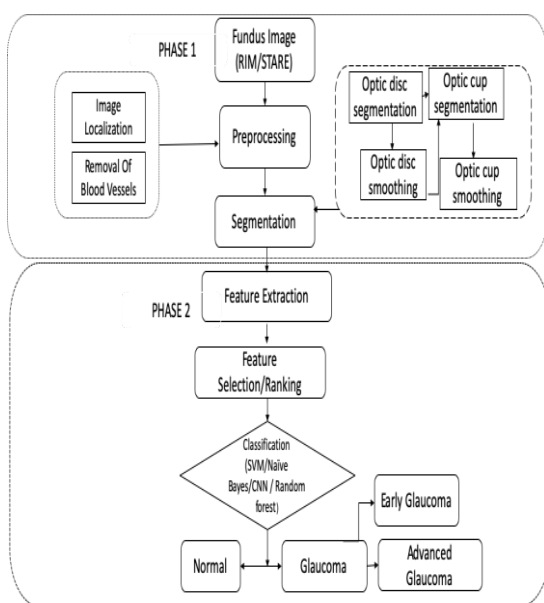 PHASE 1
Fundus Image
(RIM/STARE)
Image
Localization
Removal Of
Blood Vessels
Preprocessing
Optic disc
segmentation
Optic cup
segmentation
Optic disc
smoothing
Optic cup
smoothing
Segmentation
PHASE 2
Feature Extraction
Feature
Selection/Ranking
Classification
(SVM/Naïve
Bayes/CNN / Random
forest)
Early Glaucoma
Normal
Glaucoma
Advanced
Glaucoma